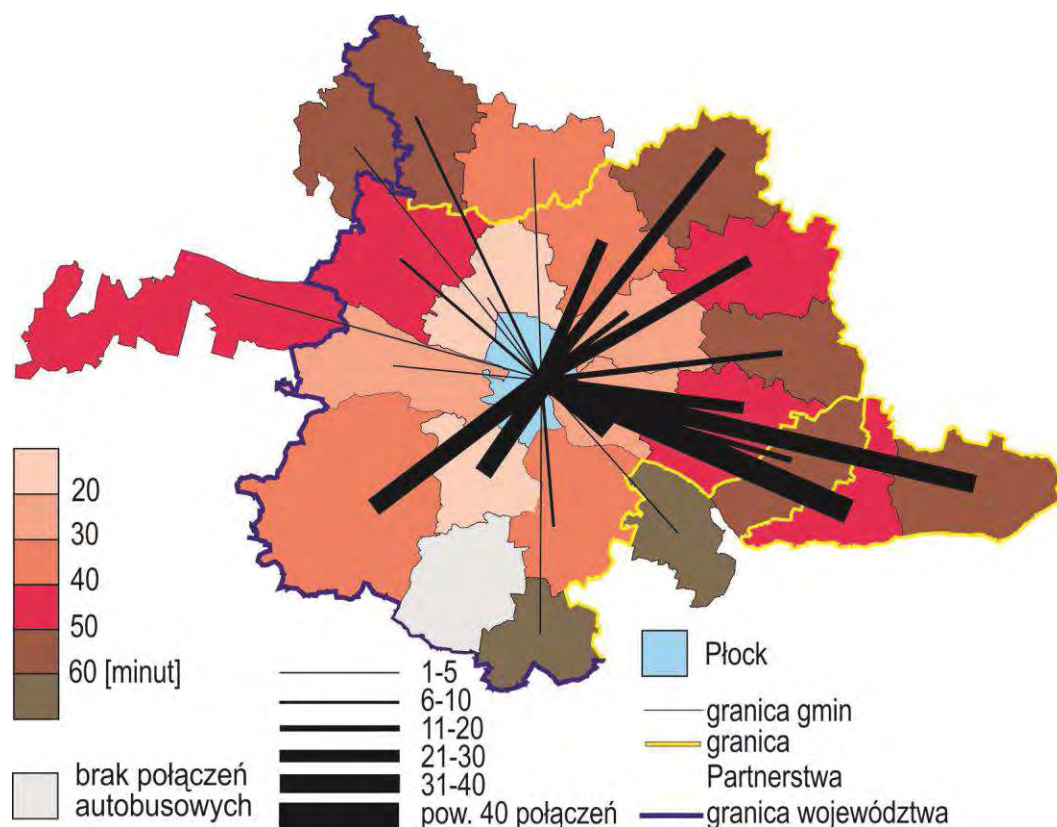 20
30
40
50
60 [minut]
brak połączeń
autobusowych
1-5
6-10
11-20
21-30
31-40
pow. 40 połączeń
Płock
granica gmin
granica
Partnerstwa
granica województwa